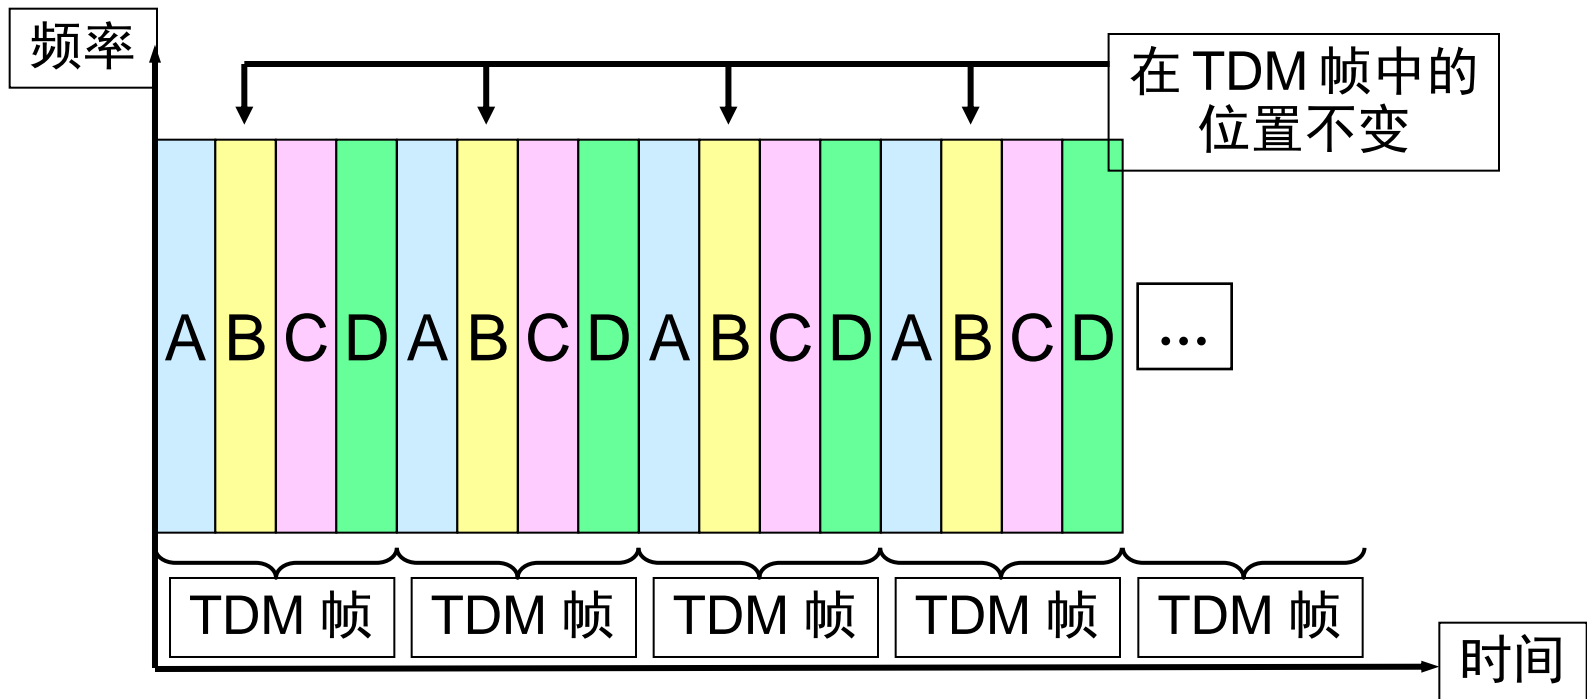 频率
在 TDM 帧中的
位置不变
A B C D A B C D A B C D A B C D
...
TDM 帧 TDM 帧 TDM 帧 TDM 帧 TDM 帧
时间